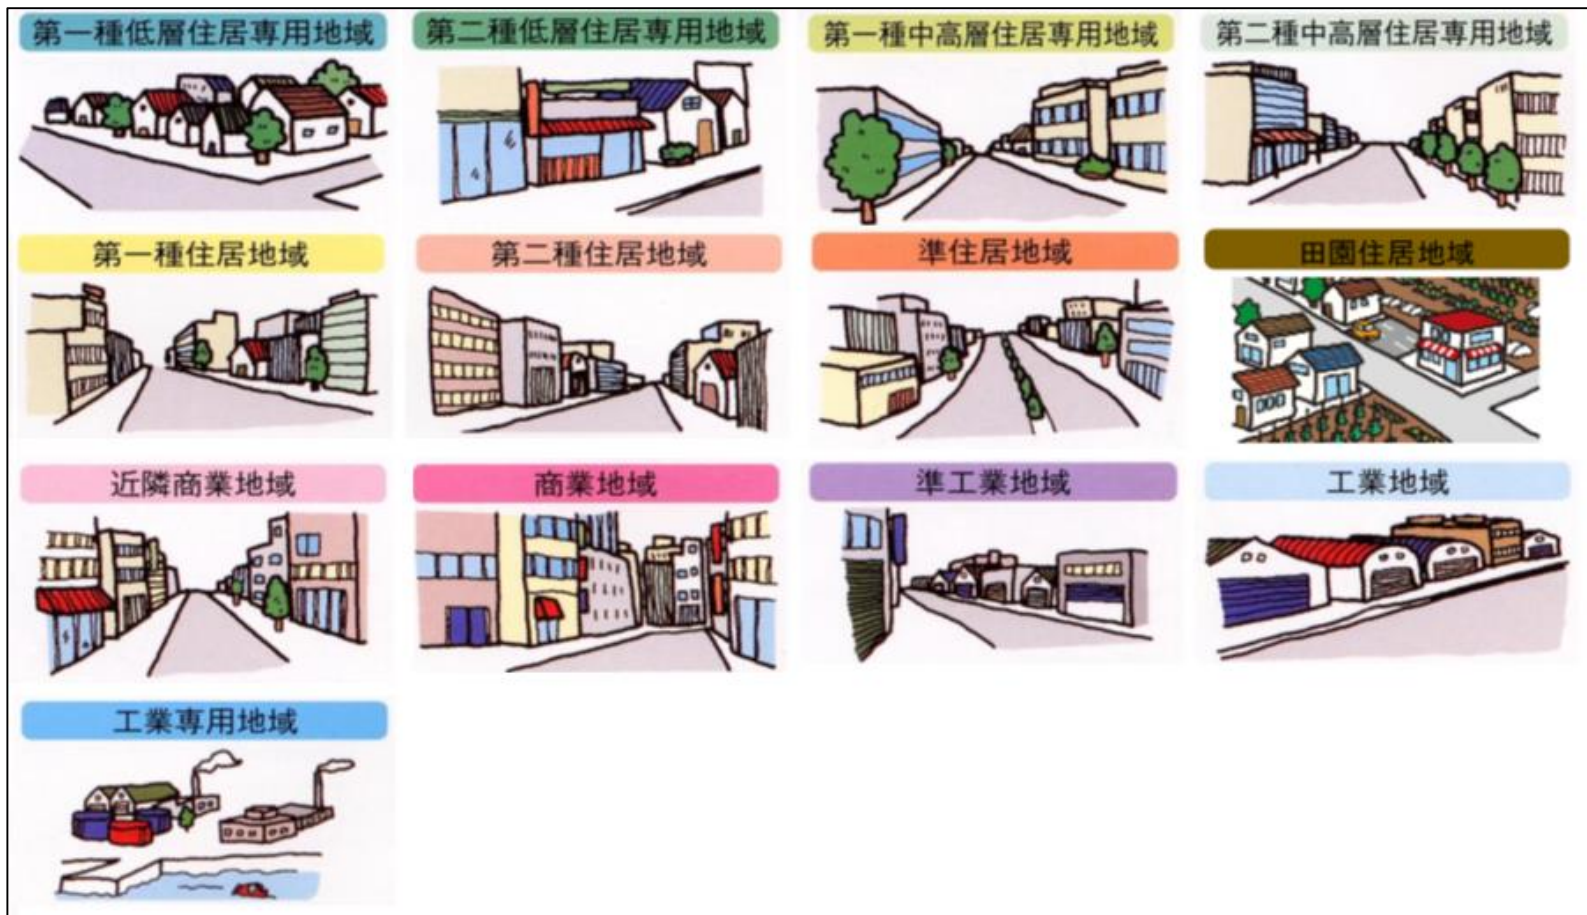 第一種低層住居専用地域
第二種低層住居専用地域
第一種中高層住居専用地域
第二種中高層住居専用地域
第一種住居地域
第二種住居地域
準住居地域
田園住居地域
近隣商業地域
商業地域
準工業地域
工業地域
工業専用地域